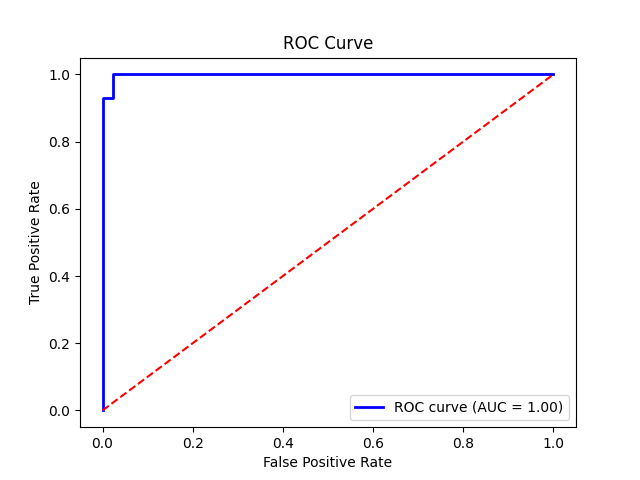 ROC Curve
1.0
0.8
0.6
0.4
0.2
0.0
True Positive Rate
ROC curve (AUC = 1.00)
0.0 0.2 0.4 0.6 0.8 1.0
False Positive Rate